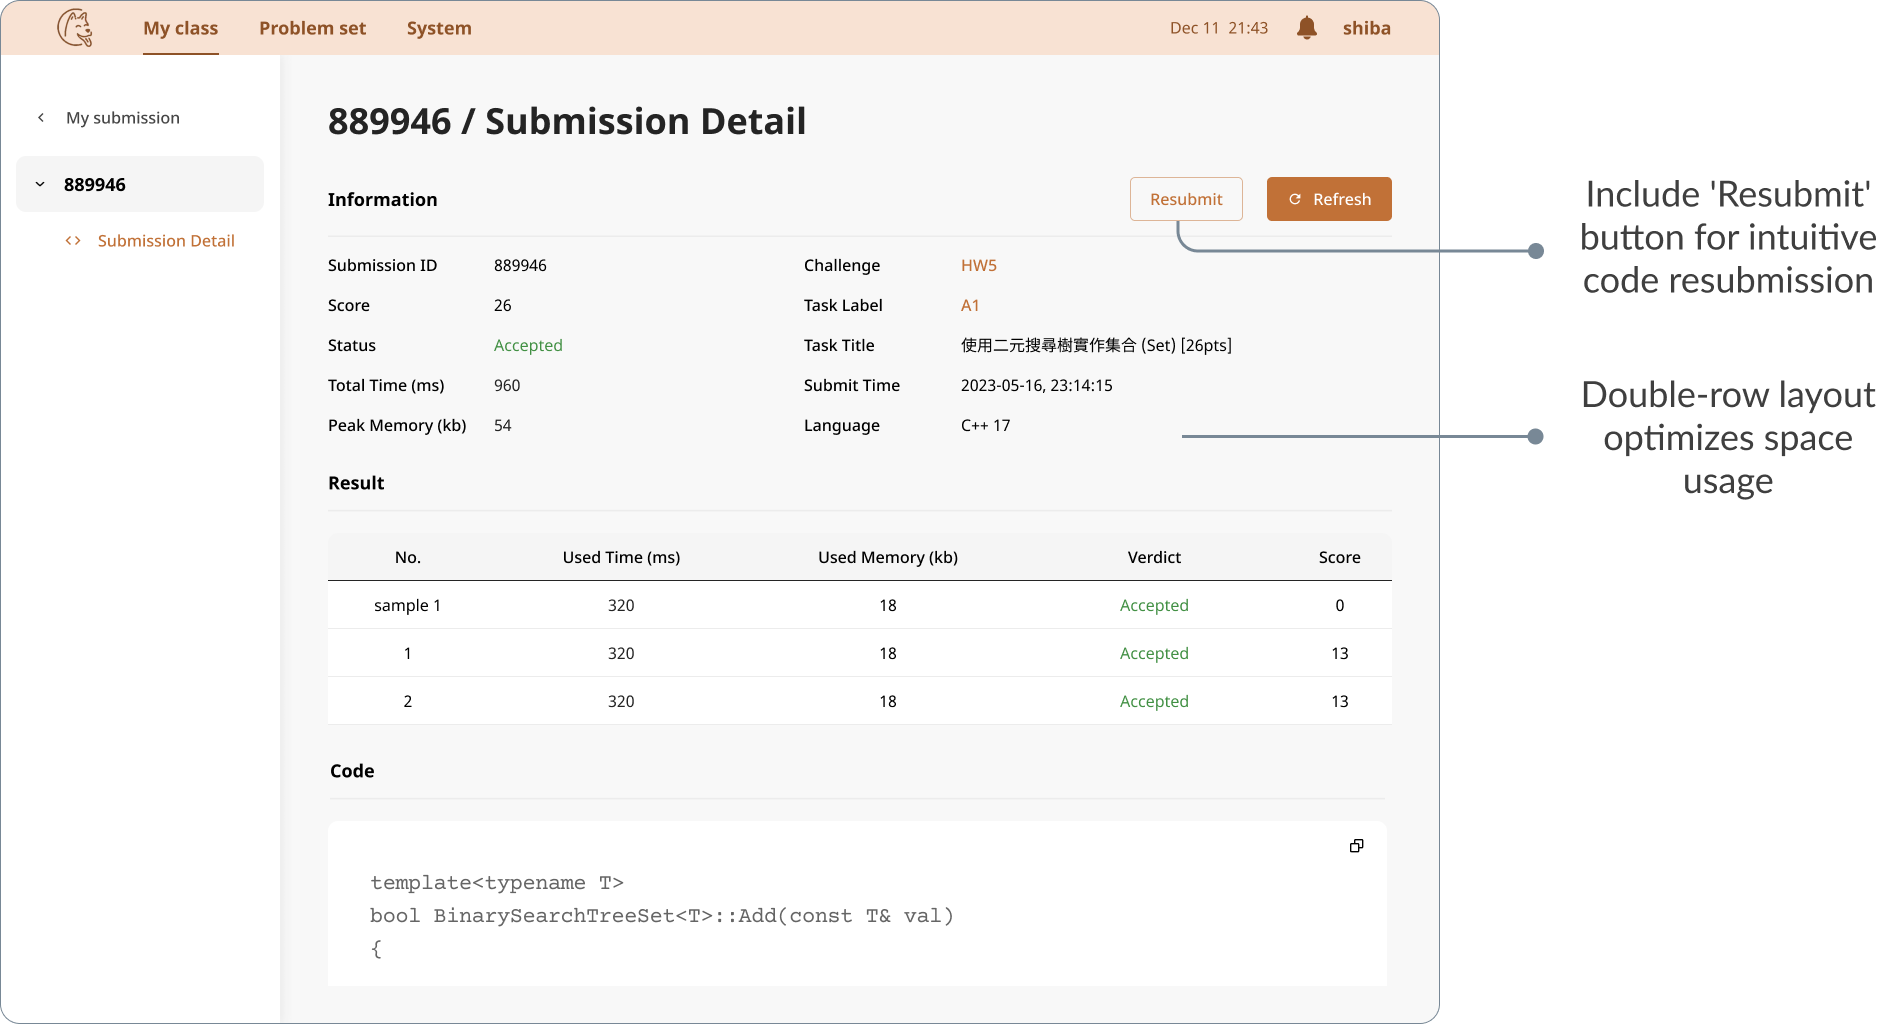 My class Problem set System Dec 11 21:43 shiba
My submission
889946
Submission Detail
889946 / Submission Detail
Information Resubmit Refresh
Submission ID 889946 Challenge HW5
Score 26 Task Label A1
Status Accepted Task Title 使用二元搜尋樹實作集合 (Set) [26pts]
Total Time (ms) 960 Submit Time 2023-05-16, 23:14:15
Peak Memory (kb) 54 Language C++ 17
Result
No. Used Time (ms) Used Memory (kb) Verdict Score
sample 1 320 18 Accepted 0
1 320 18 Accepted 13
2 320 18 Accepted 13
Code
template<typename T>
bool BinarySearchTreeSet<T>::Add(const T& val)
{
Include 'Resubmit'
button for intuitive
code resubmission
Double-row layout
optimizes space
usage